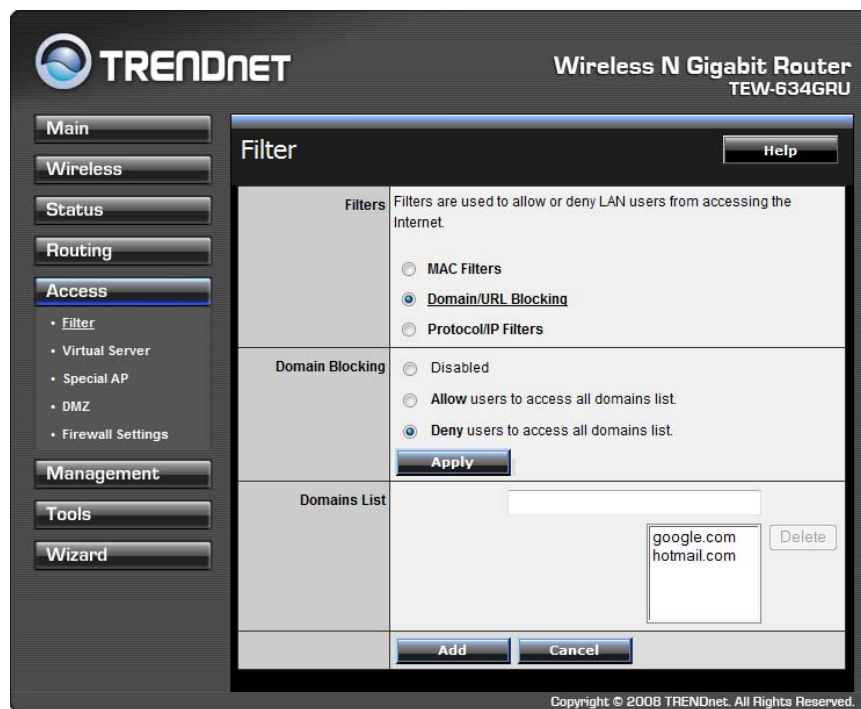 TRENDNET
Wireless N Gigabit Router
TEW-634GRU
Main
Wireless
Status
Routing
Access
• Filter
• Virtual Server
• Special AP
• DMZ
• Firewall Settings
Management
Tools
Wizard
Filter
Help
Filters
Filters are used to allow or deny LAN users from accessing the
Internet.
MAC Filters
Domain/URL Blocking
Protocol/IP Filters
Domain Blocking
Disabled
Allow users to access all domains list.
Deny users to access all domains list.
Apply
Domains List
google.com
hotmail.com
Delete
Add
Cancel
Copyright © 2008 TRENDnet. All Rights Reserved.